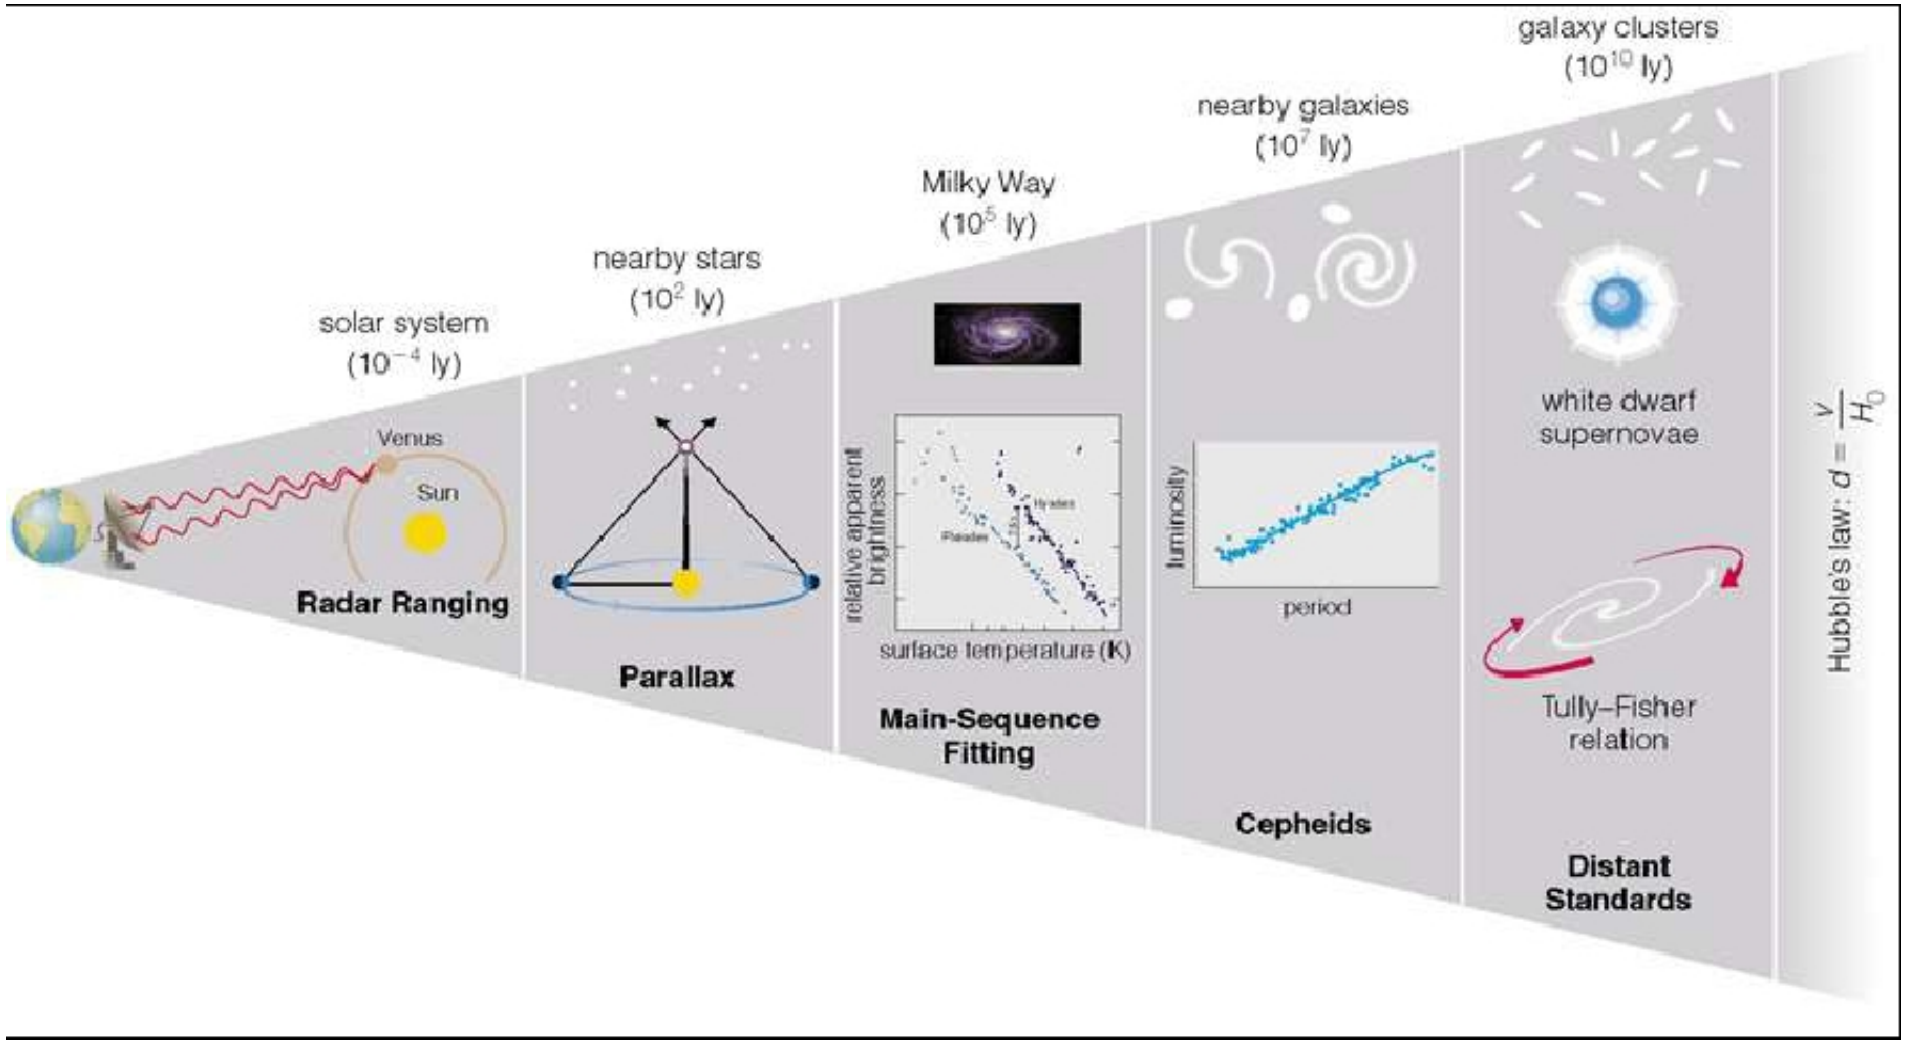 solar system
(10⁻⁴ ly)
Venus
Sun
Radar Ranging
nearby stars
(10² ly)
Parallax
Milky Way
(10⁵ ly)
relative apparent
brightness
Hyades
Pleiades
surface temperature (K)
Main-Sequence
Fitting
nearby galaxies
(10⁷ ly)
luminosity
period
Cepheids
galaxy clusters
(10¹⁰ ly)
white dwarf
supernovae
Tully–Fisher
relation
Distant
Standards
Hubble's law: d = v/H₀